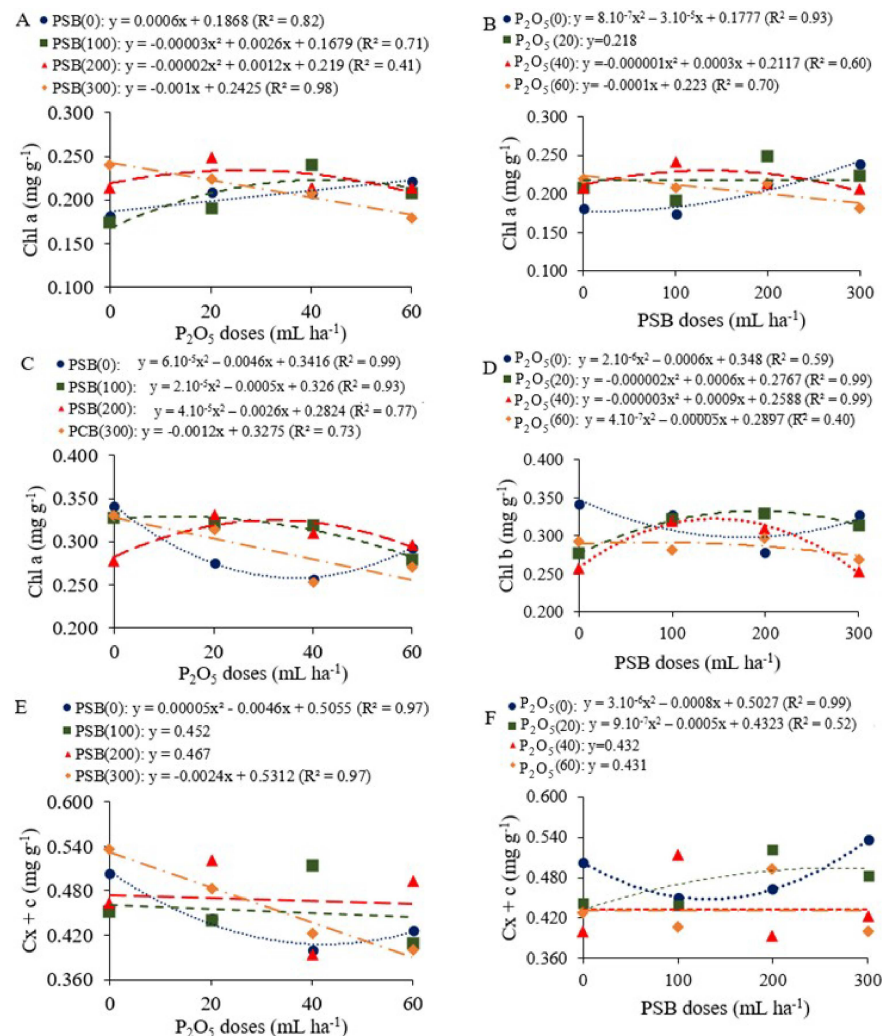 A
PSB(0): y = 0.0006x + 0.1868 (R² = 0.82)
PSB(100): y = -0.00003x² + 0.0026x + 0.1679 (R² = 0.71)
PSB(200): y = -0.00002x² + 0.0012x + 0.219 (R² = 0.41)
PSB(300): y = -0.001x + 0.2425 (R² = 0.98)
0.300
0.250
0.200
0.150
0.100
Chl a (mg g⁻¹)
0 20 40 60
P₂O₅ doses (mL ha⁻¹)
B
P₂O₅(0): y = 8.10⁻⁷x² – 3.10⁻⁵x + 0.1777 (R² = 0.93)
P₂O₅ (20): y=0.218
P₂O₅(40): y =-0.000001x² + 0.0003x + 0.2117 (R² = 0.60)
P₂O₅(60): y= -0.0001x + 0.223 (R² = 0.70)
0.300
0.250
0.200
0.150
0.100
Chl a (mg g⁻¹)
0 100 200 300
PSB doses (mL ha⁻¹)
C
PSB(0): y = 6.10⁻⁵x² – 0.0046x + 0.3416 (R² = 0.99)
PSB(100): y = 2.10⁻⁵x² – 0.0005x + 0.326 (R² = 0.93)
PSB(200): y = 4.10⁻⁵x² – 0.0026x + 0.2824 (R² = 0.77)
PCB(300): y = -0.0012x + 0.3275 (R² = 0.73)
0.400
0.350
0.300
0.250
0.200
Chl a (mg g⁻¹)
0 20 40 60
P₂O₅ doses (mL ha⁻¹)
D
P₂O₅(0): y = 2.10⁻⁶x² – 0.0006x + 0.348 (R² = 0.59)
P₂O₅(20): y = -0.000002x² + 0.0006x + 0.2767 (R² = 0.99)
P₂O₅(40): y = -0.000003x² + 0.0009x + 0.2588 (R² = 0.99)
P₂O₅(60): y = 4.10⁻⁷x² – 0.00005x + 0.2897 (R² = 0.40)
0.400
0.350
0.300
0.250
0.200
Chl b (mg g⁻¹)
0 100 200 300
PSB doses (mL ha⁻¹)
E
PSB(0): y = 0.00005x² - 0.0046x + 0.5055 (R² = 0.97)
PSB(100): y = 0.452
PSB(200): y = 0.467
PSB(300): y = -0.0024x + 0.5312 (R² = 0.97)
0.600
0.540
0.480
0.420
0.360
Cx + c (mg g⁻¹)
0 20 40 60
P₂O₅ doses (mL ha⁻¹)
F
P₂O₅(0): y = 3.10⁻⁶x² – 0.0008x + 0.5027 (R² = 0.99)
P₂O₅(20): y = 9.10⁻⁷x² – 0.0005x + 0.4323 (R² = 0.52)
P₂O₅(40): y=0.432
P₂O₅(60): y = 0.431
0.600
0.540
0.480
0.420
0.360
Cx + c (mg g⁻¹)
0 100 200 300
PSB doses (mL ha⁻¹)